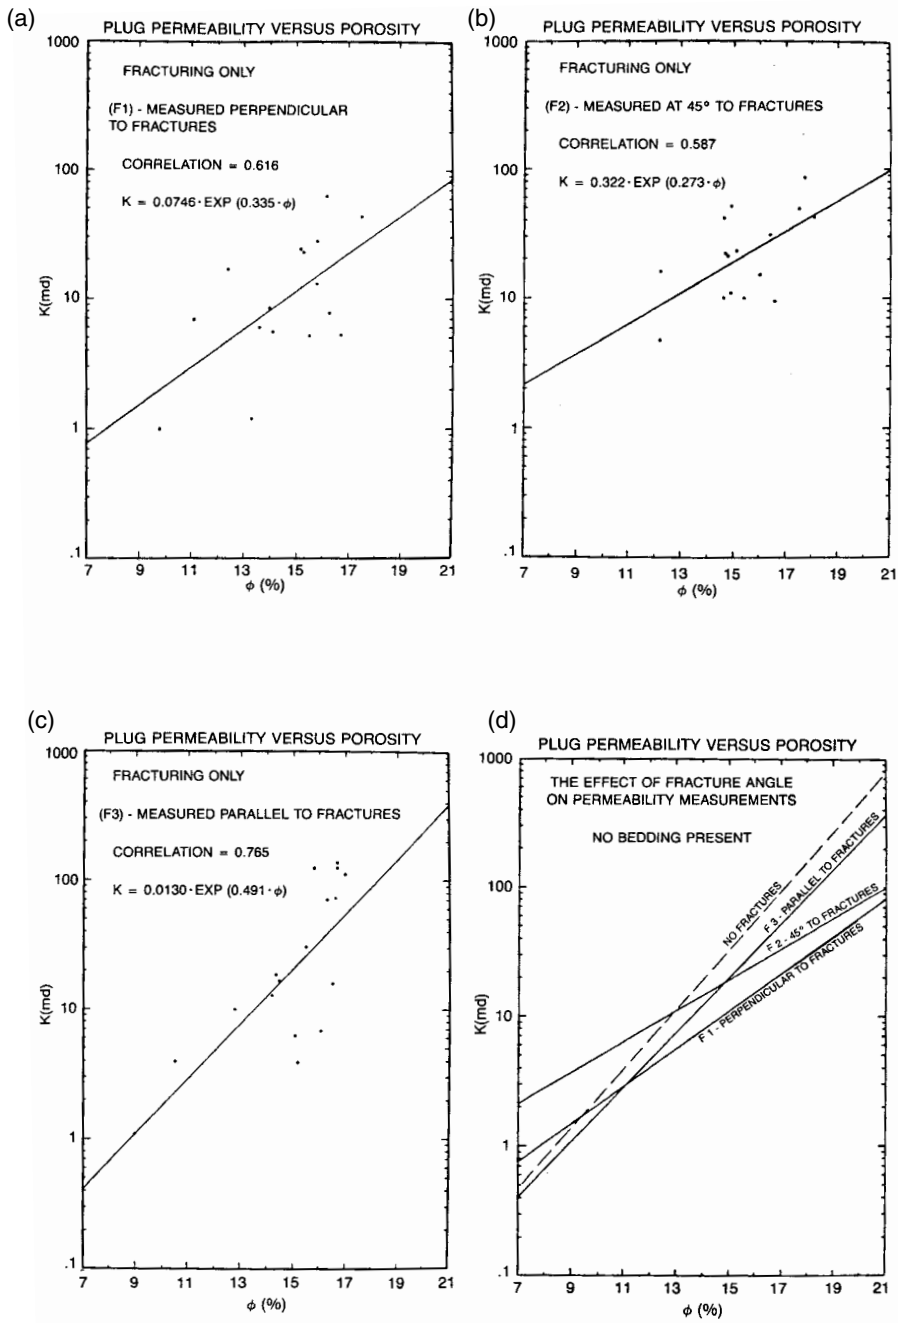 (a)
PLUG PERMEABILITY VERSUS POROSITY
1000
100
10
1
.1
K(md)
FRACTURING ONLY
(F1) - MEASURED PERPENDICULAR
TO FRACTURES
CORRELATION = 0.616
K = 0.0746·EXP (0.335·ϕ)
7 9 11 13 15 17 19 21
ϕ (%)
(b)
PLUG PERMEABILITY VERSUS POROSITY
1000
100
10
1
.1
K(md)
FRACTURING ONLY
(F2) - MEASURED AT 45° TO FRACTURES
CORRELATION = 0.587
K = 0.322·EXP (0.273·ϕ)
7 9 11 13 15 17 19 21
ϕ (%)
(c)
PLUG PERMEABILITY VERSUS POROSITY
1000
100
10
1
.1
K(md)
FRACTURING ONLY
(F3) - MEASURED PARALLEL TO FRACTURES
CORRELATION = 0.765
K = 0.0130·EXP (0.491·ϕ)
7 9 11 13 15 17 19 21
ϕ (%)
(d)
PLUG PERMEABILITY VERSUS POROSITY
1000
100
10
1
.1
K(md)
THE EFFECT OF FRACTURE ANGLE
ON PERMEABILITY MEASUREMENTS
NO BEDDING PRESENT
NO FRACTURES
F 3 - PARALLEL TO FRACTURES
F 2 - 45° TO FRACTURES
F 1 - PERPENDICULAR TO FRACTURES
7 9 11 13 15 17 19 21
ϕ (%)